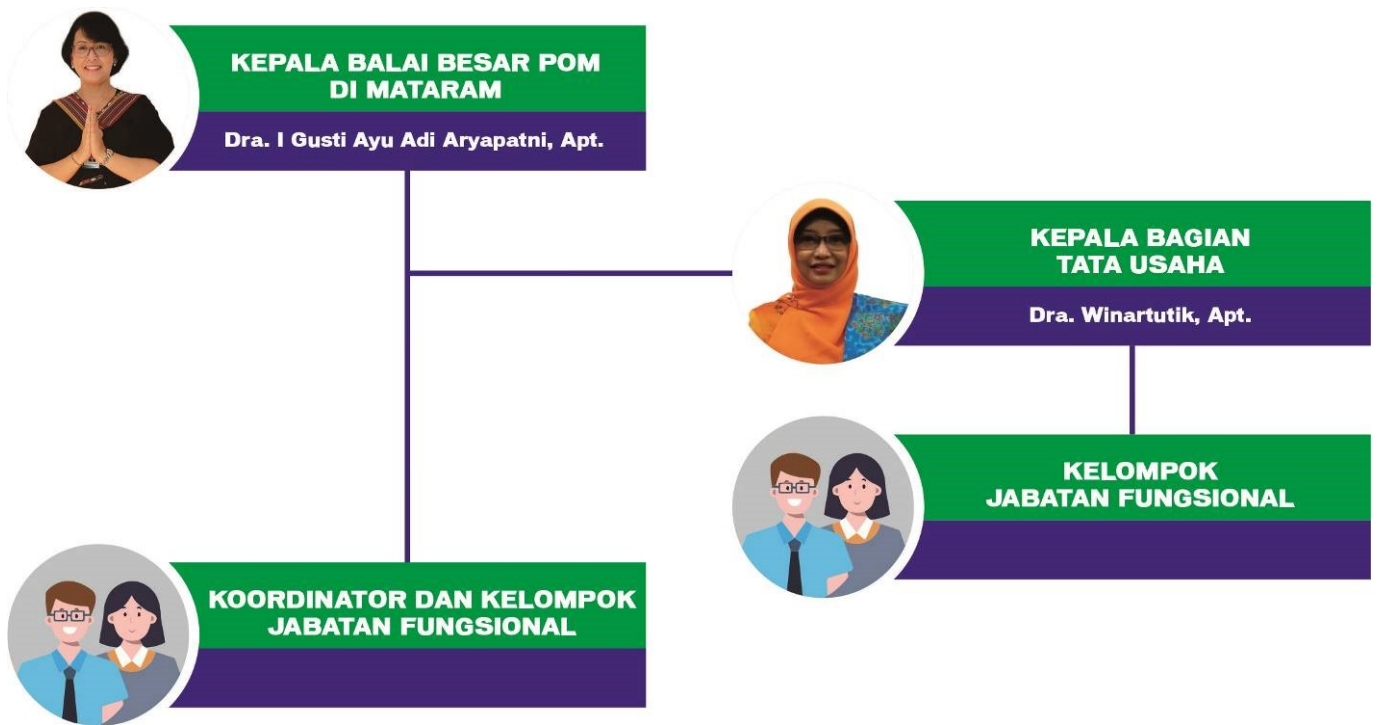 KEPALA BALAI BESAR POM
DI MATARAM
Dra. I Gusti Ayu Adi Aryapatni, Apt.
KEPALA BAGIAN
TATA USAHA
Dra. Winartutik, Apt.
KELOMPOK
JABATAN FUNGSIONAL
KOORDINATOR DAN KELOMPOK
JABATAN FUNGSIONAL